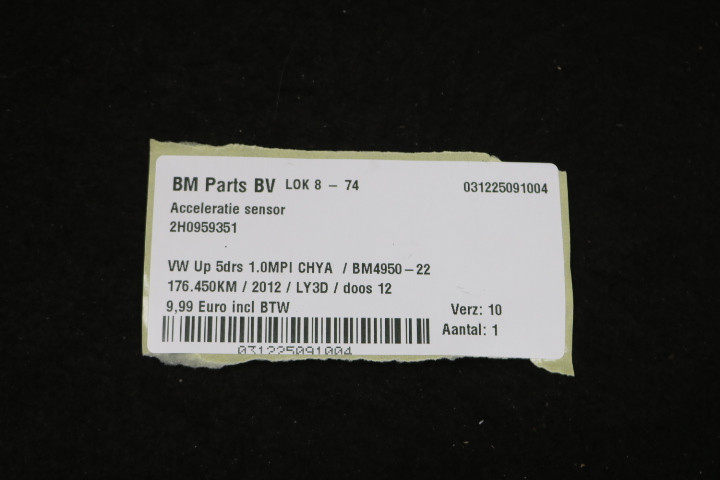 BM Parts BV LOK 8 - 74 031225091004
Acceleratie sensor
2H0959351
VW Up 5drs 1.0MPI CHYA / BM4950-22
176.450KM / 2012 / LY3D / doos 12
9,99 Euro incl BTW Verz: 10
Aantal: 1
031225091004